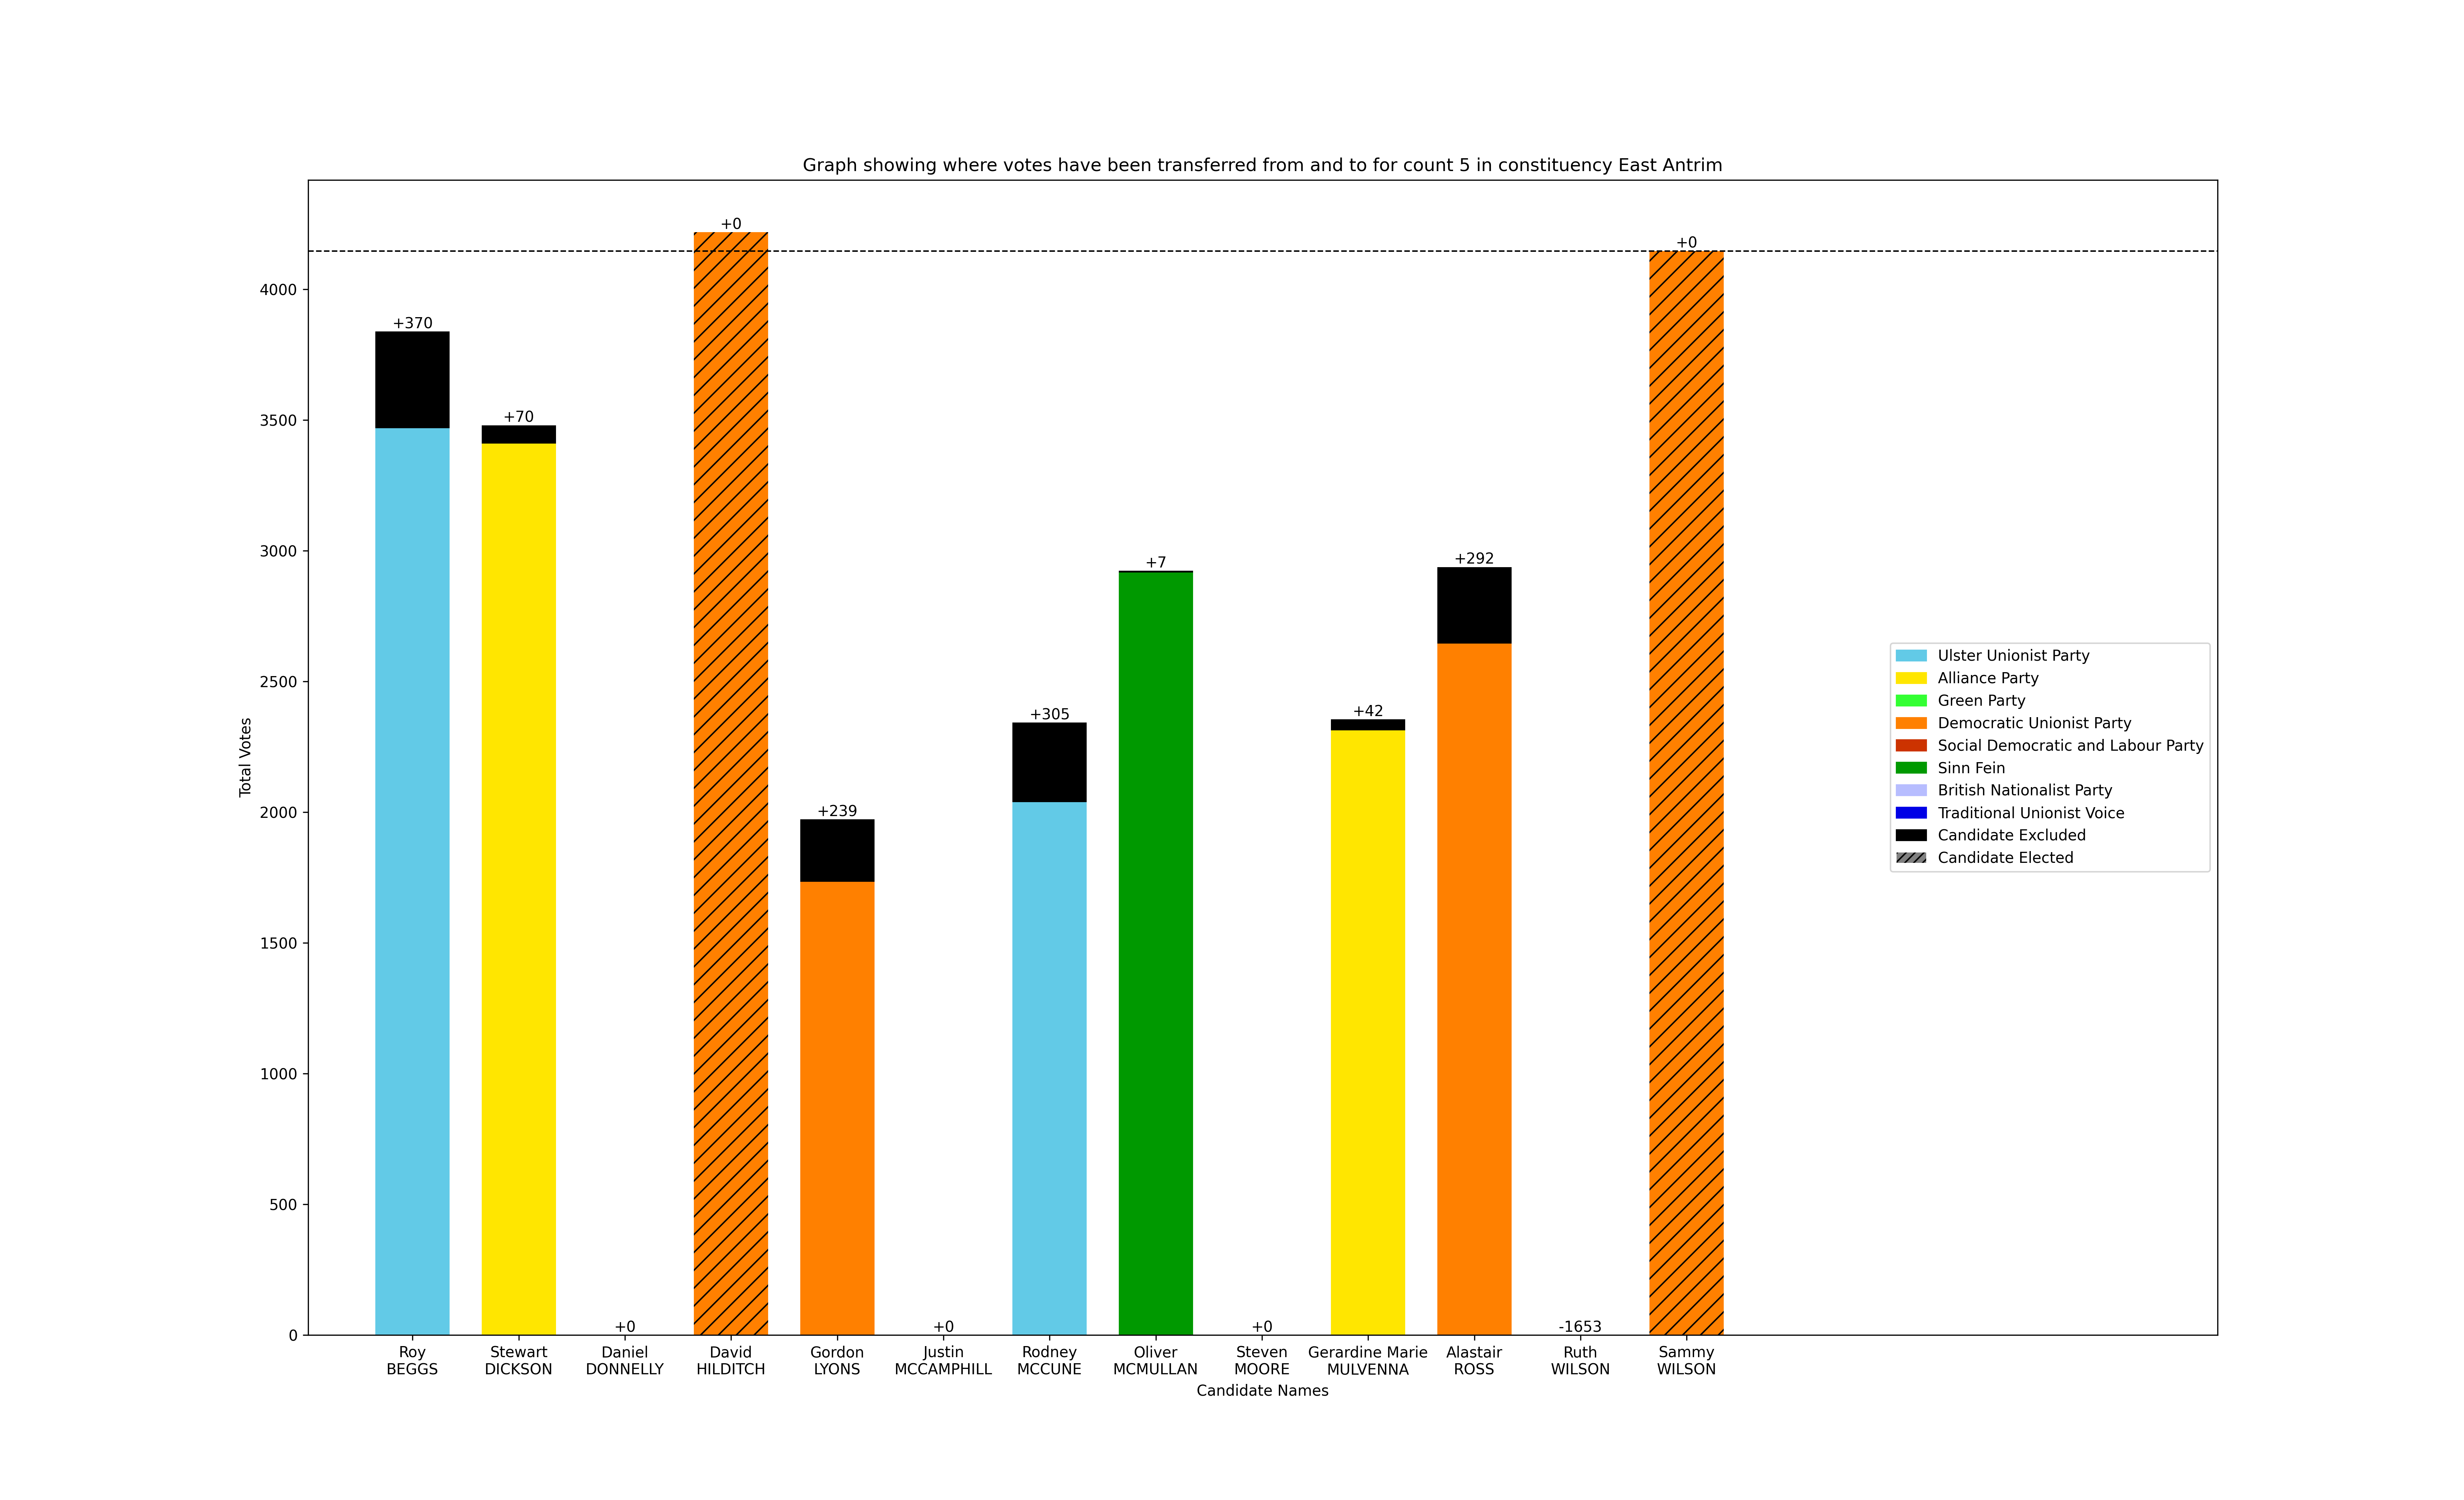 Graph showing where votes have been transferred from and to for count 5 in constituency East Antrim
+0
+0
4000
+370
3500
+70
3000
+7
+292
2500
+305
+42
2000
+239
1500
1000
500
0
+0
+0
+0
-1653
Total Votes
Ulster Unionist Party
Alliance Party
Green Party
Democratic Unionist Party
Social Democratic and Labour Party
Sinn Fein
British Nationalist Party
Traditional Unionist Voice
Candidate Excluded
Candidate Elected
Roy
BEGGS
Stewart
DICKSON
Daniel
DONNELLY
David
HILDITCH
Gordon
LYONS
Justin
MCCAMPHILL
Rodney
MCCUNE
Oliver
MCMULLAN
Steven
MOORE
Gerardine Marie
MULVENNA
Alastair
ROSS
Ruth
WILSON
Sammy
WILSON
Candidate Names